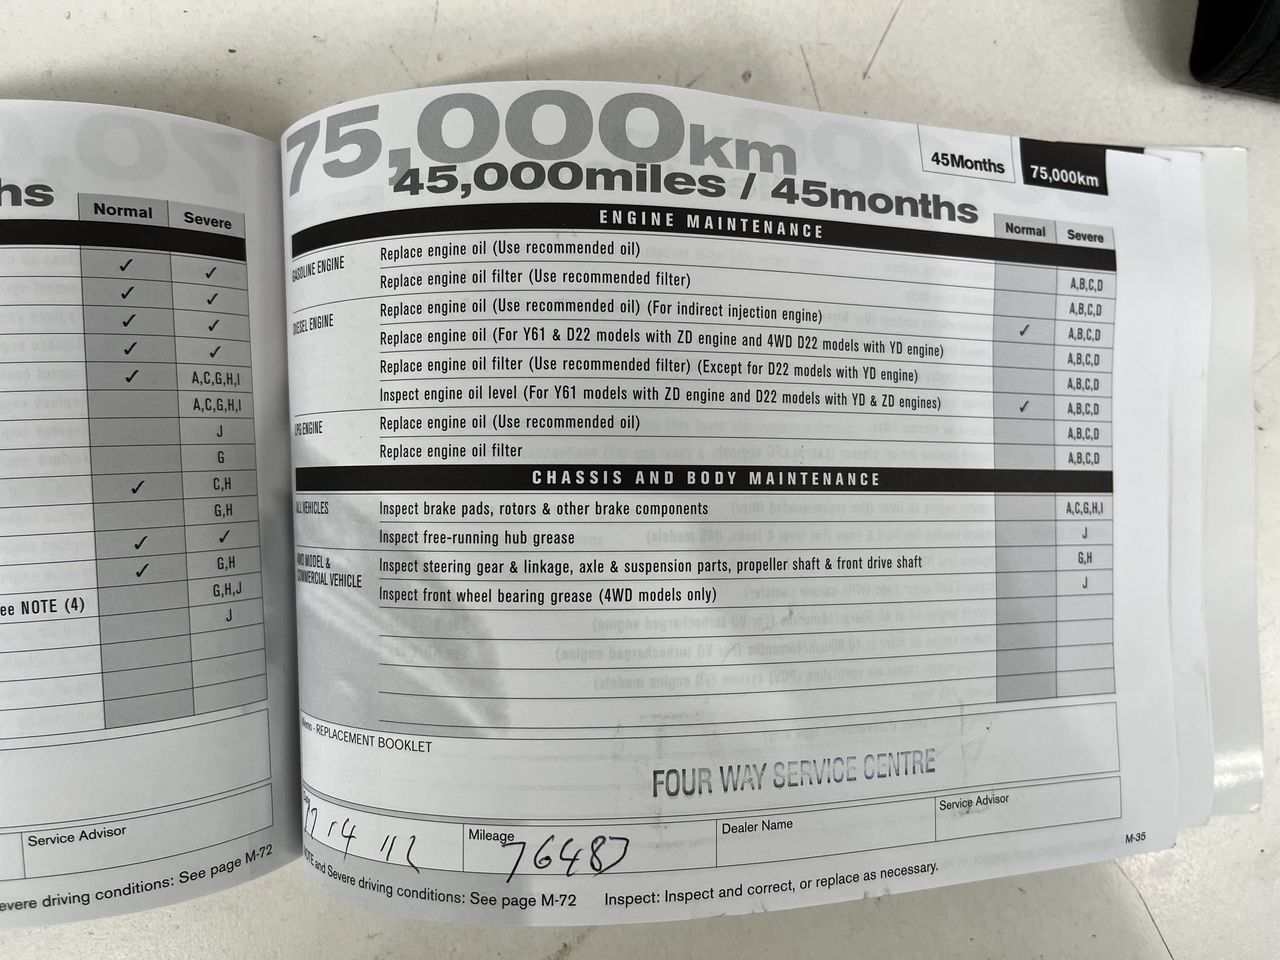 hs
Normal Severe
✓ ✓
✓ ✓
✓ ✓
✓ ✓
✓ A,C,G,H,I
A,C,G,H,I
J
G
✓ C,H
G,H
✓ ✓
✓ G,H
ee NOTE (4) G,H,J
J
Service Advisor
evere driving conditions: See page M-72
75,000km
45,000miles / 45months
45Months
75,000km
ENGINE MAINTENANCE Normal Severe
GASOLINE ENGINE Replace engine oil (Use recommended oil) A,B,C,D
Replace engine oil filter (Use recommended filter) A,B,C,D
DIESEL ENGINE Replace engine oil (Use recommended oil) (For indirect injection engine) A,B,C,D
Replace engine oil (For Y61 & D22 models with ZD engine and 4WD D22 models with YD engine) ✓ A,B,C,D
Replace engine oil filter (Use recommended filter) (Except for D22 models with YD engine) A,B,C,D
Inspect engine oil level (For Y61 models with ZD engine and D22 models with YD & ZD engines) ✓ A,B,C,D
LPG ENGINE Replace engine oil (Use recommended oil) A,B,C,D
Replace engine oil filter A,B,C,D
CHASSIS AND BODY MAINTENANCE
ALL VEHICLES Inspect brake pads, rotors & other brake components A,C,G,H,I
Inspect free-running hub grease J
4WD MODEL & COMMERCIAL VEHICLE Inspect steering gear & linkage, axle & suspension parts, propeller shaft & front drive shaft G,H
Inspect front wheel bearing grease (4WD models only) J
Memo - REPLACEMENT BOOKLET
FOUR WAY SERVICE CENTRE
Date Mileage 76487 Dealer Name Service Advisor
NOTE and Severe driving conditions: See page M-72 Inspect: Inspect and correct, or replace as necessary.
M-35